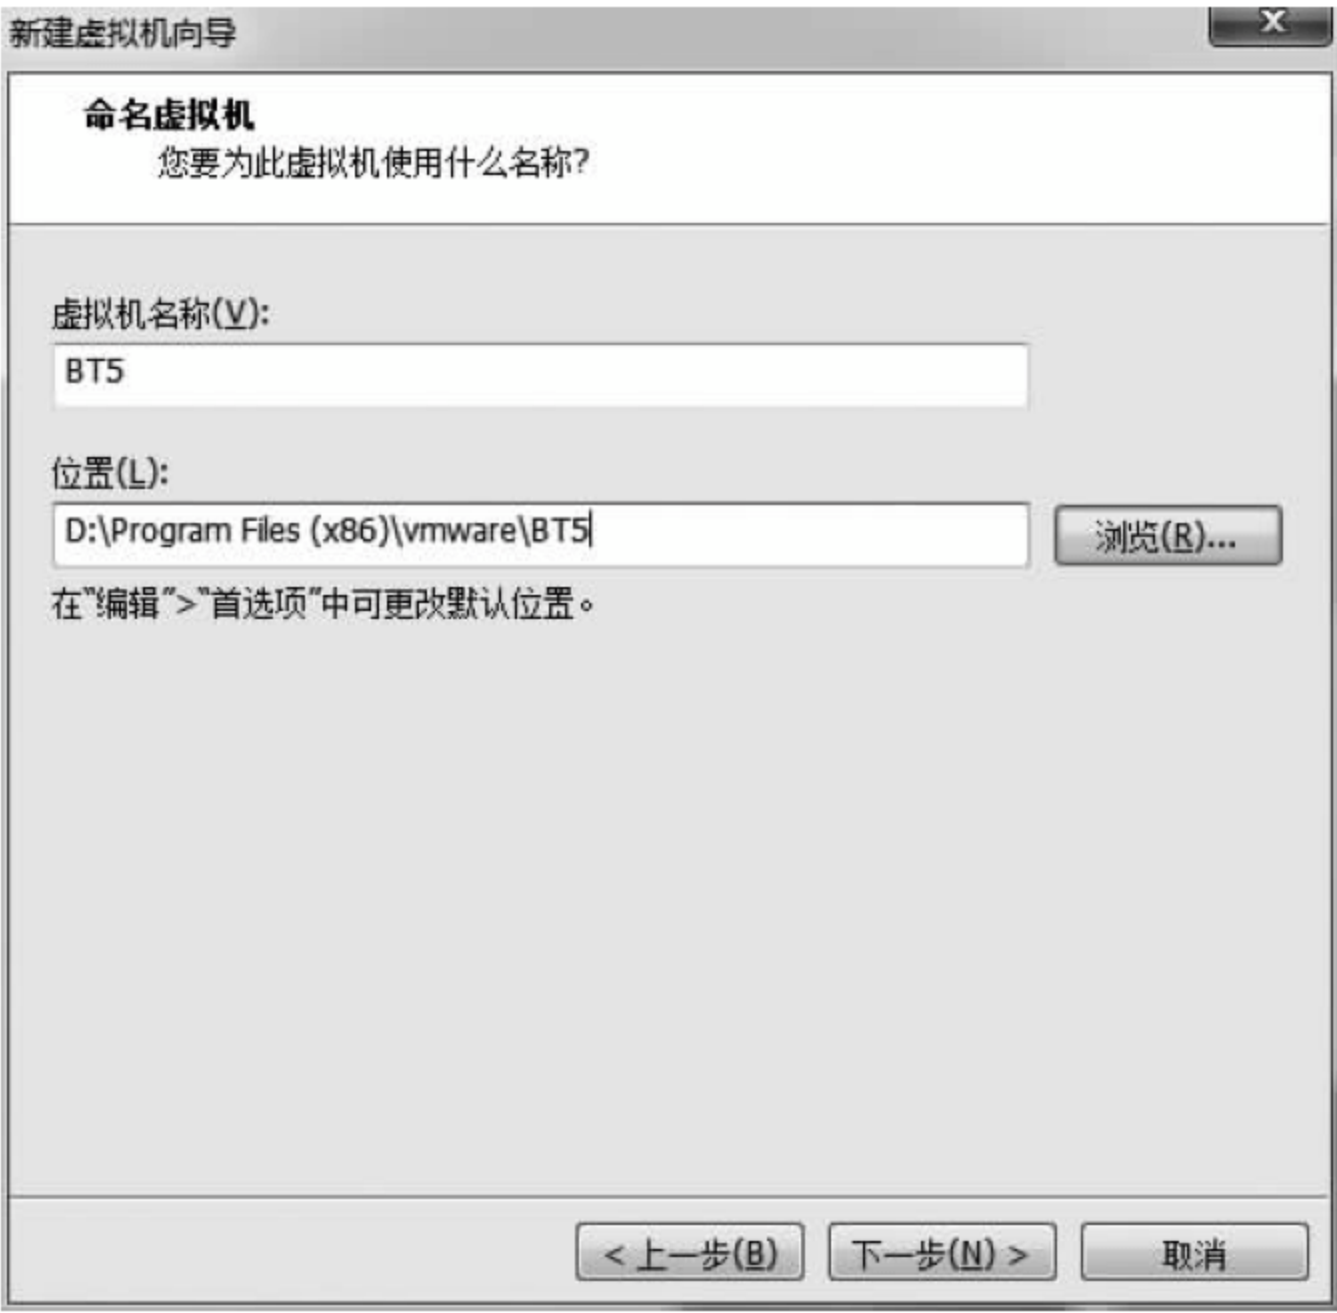 新建虚拟机向导
X
命名虚拟机
您要为此虚拟机使用什么名称?
虚拟机名称(V):
BT5
位置(L):
D:\Program Files (x86)\vmware\BT5
浏览(R)...
在"编辑">"首选项"中可更改默认位置。
< 上一步(B)
下一步(N) >
取消